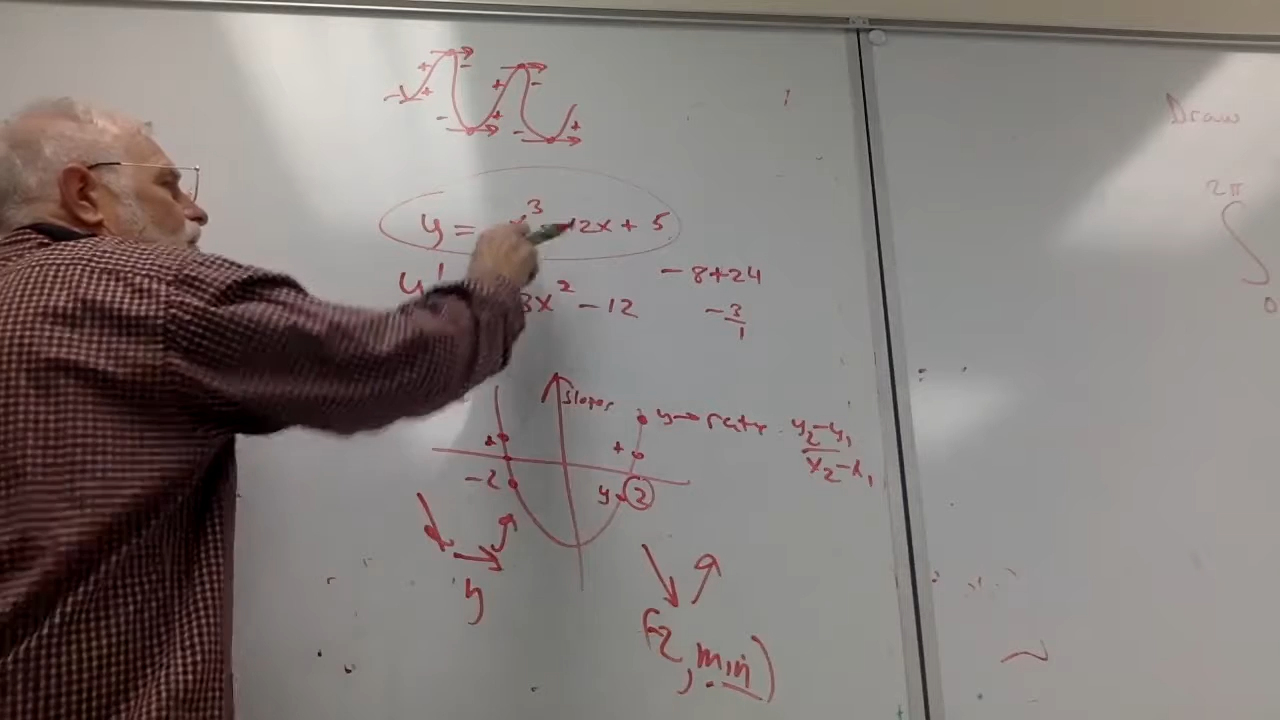 Draw
2π
∫
0
y = x³ - 12x + 5
y' 3x² - 12
- 8 + 24
- 3/1
slopes
y → rate y₂-y₁/x₂-x₁
+ +
-2 y 2
y
(-2, min)